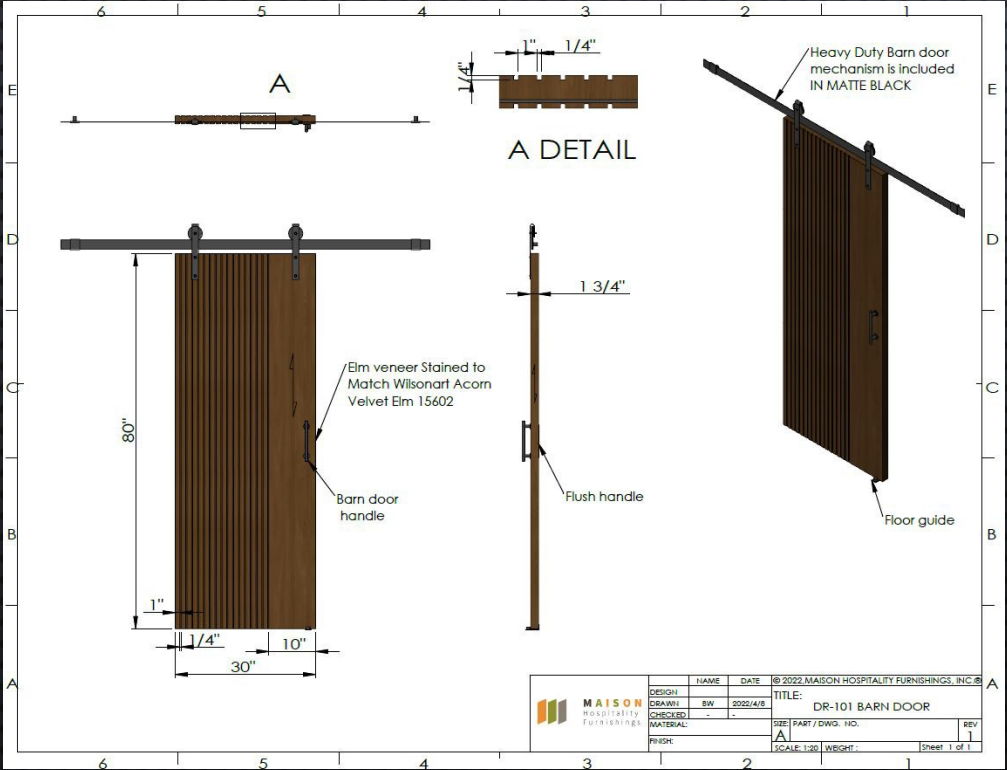 6 5 4 3 2 1
E
E
D
D
C
C
B
B
A
A
A
1"
1/4"
1/4"
A DETAIL
Heavy Duty Barn door
mechanism is included
IN MATTE BLACK
1 3/4"
Elm veneer Stained to
Match Wilsonart Acorn
Velvet Elm 15602
80"
Barn door
handle
Flush handle
Floor guide
1"
1/4"
10"
30"
MAISON
Hospitality
Furnishings
NAME DATE
DESIGN
DRAWN BW 2022/4/8
CHECKED - -
MATERIAL:
FINISH:
© 2022,MAISON HOSPITALITY FURNISHINGS, INC.®
TITLE:
DR-101 BARN DOOR
SIZE: PART / DWG. NO. REV
A 1
SCALE: 1:20 WEIGHT : Sheet 1 of 1
6 5 4 3 2 1